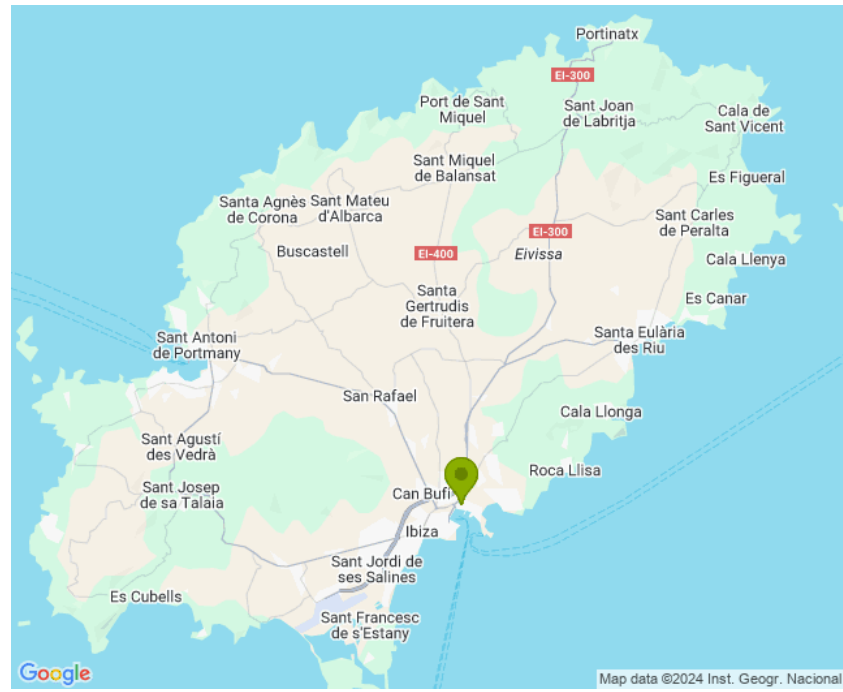 Portinatx
EI-300
Port de Sant
Miquel
Sant Joan
de Labritja
Cala de
Sant Vicent
Sant Miquel
de Balansat
Es Figueral
Santa Agnès
de Corona
Sant Mateu
d'Albarca
Sant Carles
de Peralta
EI-300
Buscastell
EI-400
Eivissa
Cala Llenya
Santa
Gertrudis
de Fruitera
Es Canar
Sant Antoni
de Portmany
Santa Eulària
des Riu
San Rafael
Cala Llonga
Sant Agustí
des Vedrà
Roca Llisa
Sant Josep
de sa Talaia
Can Bufí
Ibiza
Sant Jordi de
ses Salines
Es Cubells
Sant Francesc
de s'Estany
Google
Map data ©2024 Inst. Geogr. Nacional